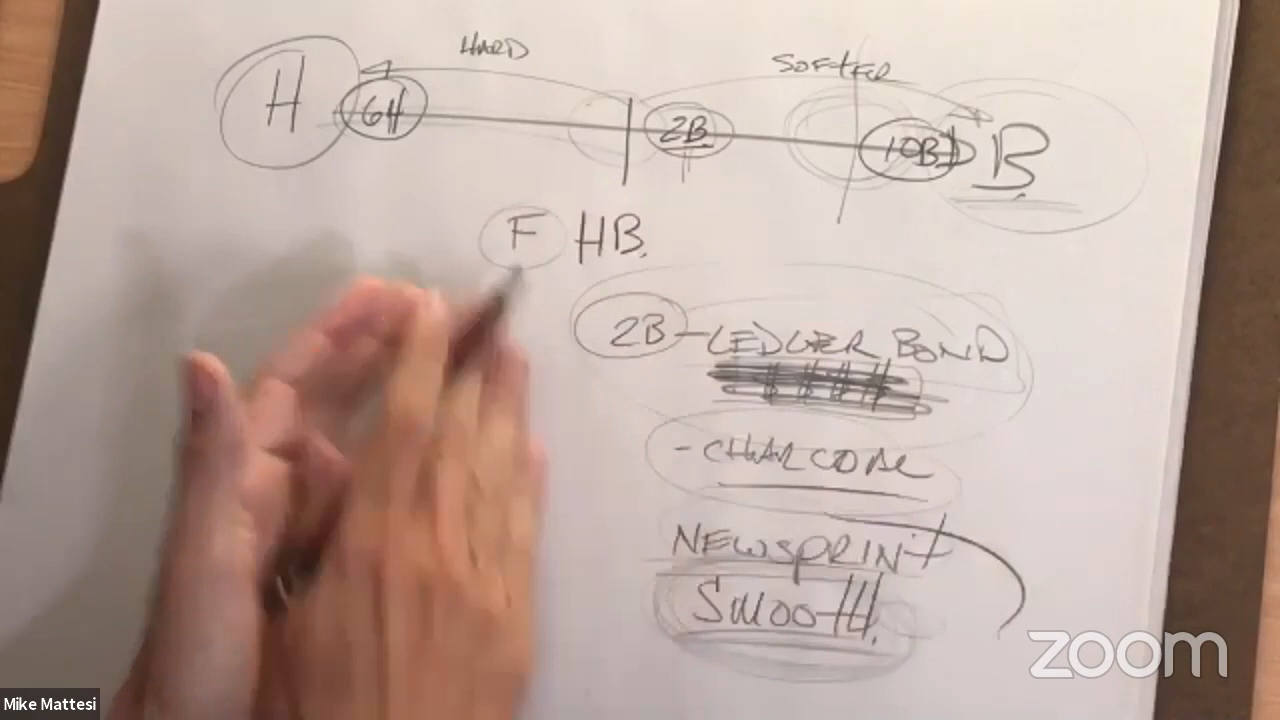 HARD SOFTER
H 6H 2B 10B B
F HB.
2B - LEDGER BOND
- CHARCOAL
NEWSPRINT
SMOOTH.
zoom
Mike Mattesi